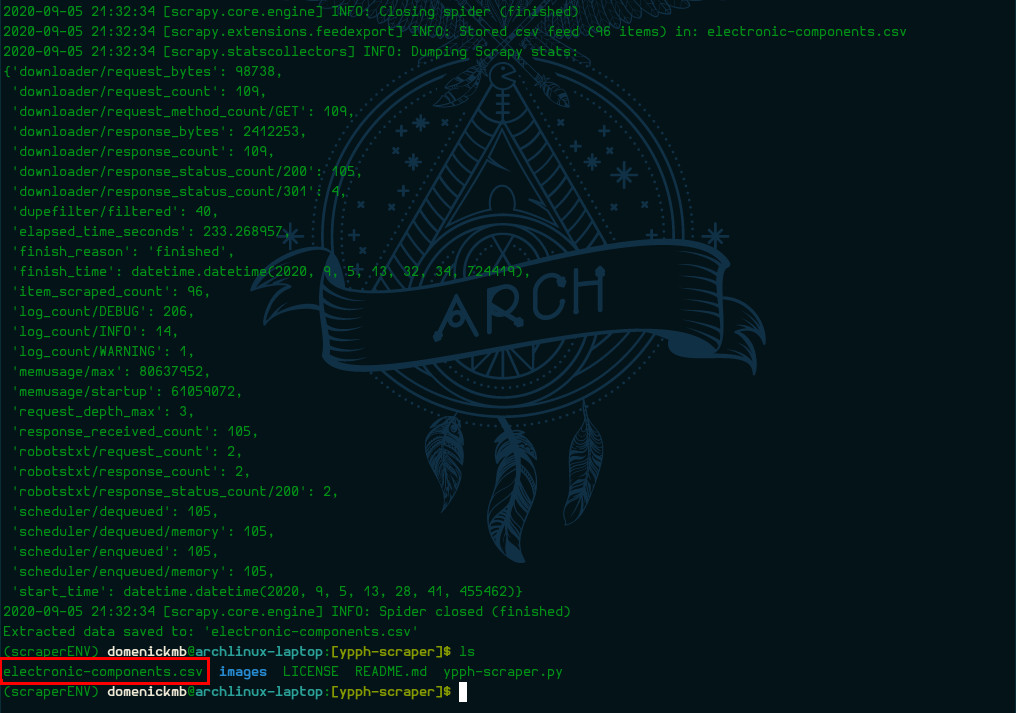 2020-09-05 21:32:34 [scrapy.core.engine] INFO: Closing spider (finished)
2020-09-05 21:32:34 [scrapy.extensions.feedexport] INFO: Stored csv feed (96 items) in: electronic-components.csv
2020-09-05 21:32:34 [scrapy.statscollectors] INFO: Dumping Scrapy stats:
{'downloader/request_bytes': 98738,
 'downloader/request_count': 109,
 'downloader/request_method_count/GET': 109,
 'downloader/response_bytes': 2412253,
 'downloader/response_count': 109,
 'downloader/response_status_count/200': 105,
 'downloader/response_status_count/301': 4,
 'dupefilter/filtered': 40,
 'elapsed_time_seconds': 233.268957,
 'finish_reason': 'finished',
 'finish_time': datetime.datetime(2020, 9, 5, 13, 32, 34, 724419),
 'item_scraped_count': 96,
 'log_count/DEBUG': 206,
 'log_count/INFO': 14,
 'log_count/WARNING': 1,
 'memusage/max': 80637952,
 'memusage/startup': 61059072,
 'request_depth_max': 3,
 'response_received_count': 105,
 'robotstxt/request_count': 2,
 'robotstxt/response_count': 2,
 'robotstxt/response_status_count/200': 2,
 'scheduler/dequeued': 105,
 'scheduler/dequeued/memory': 105,
 'scheduler/enqueued': 105,
 'scheduler/enqueued/memory': 105,
 'start_time': datetime.datetime(2020, 9, 5, 13, 28, 41, 455462)}
2020-09-05 21:32:34 [scrapy.core.engine] INFO: Spider closed (finished)
Extracted data saved to: 'electronic-components.csv'
(scraperENV) domenickmb@archlinux-laptop:[ypph-scraper]$ ls
electronic-components.csv  images  LICENSE  README.md  ypph-scraper.py
(scraperENV) domenickmb@archlinux-laptop:[ypph-scraper]$
ARCH